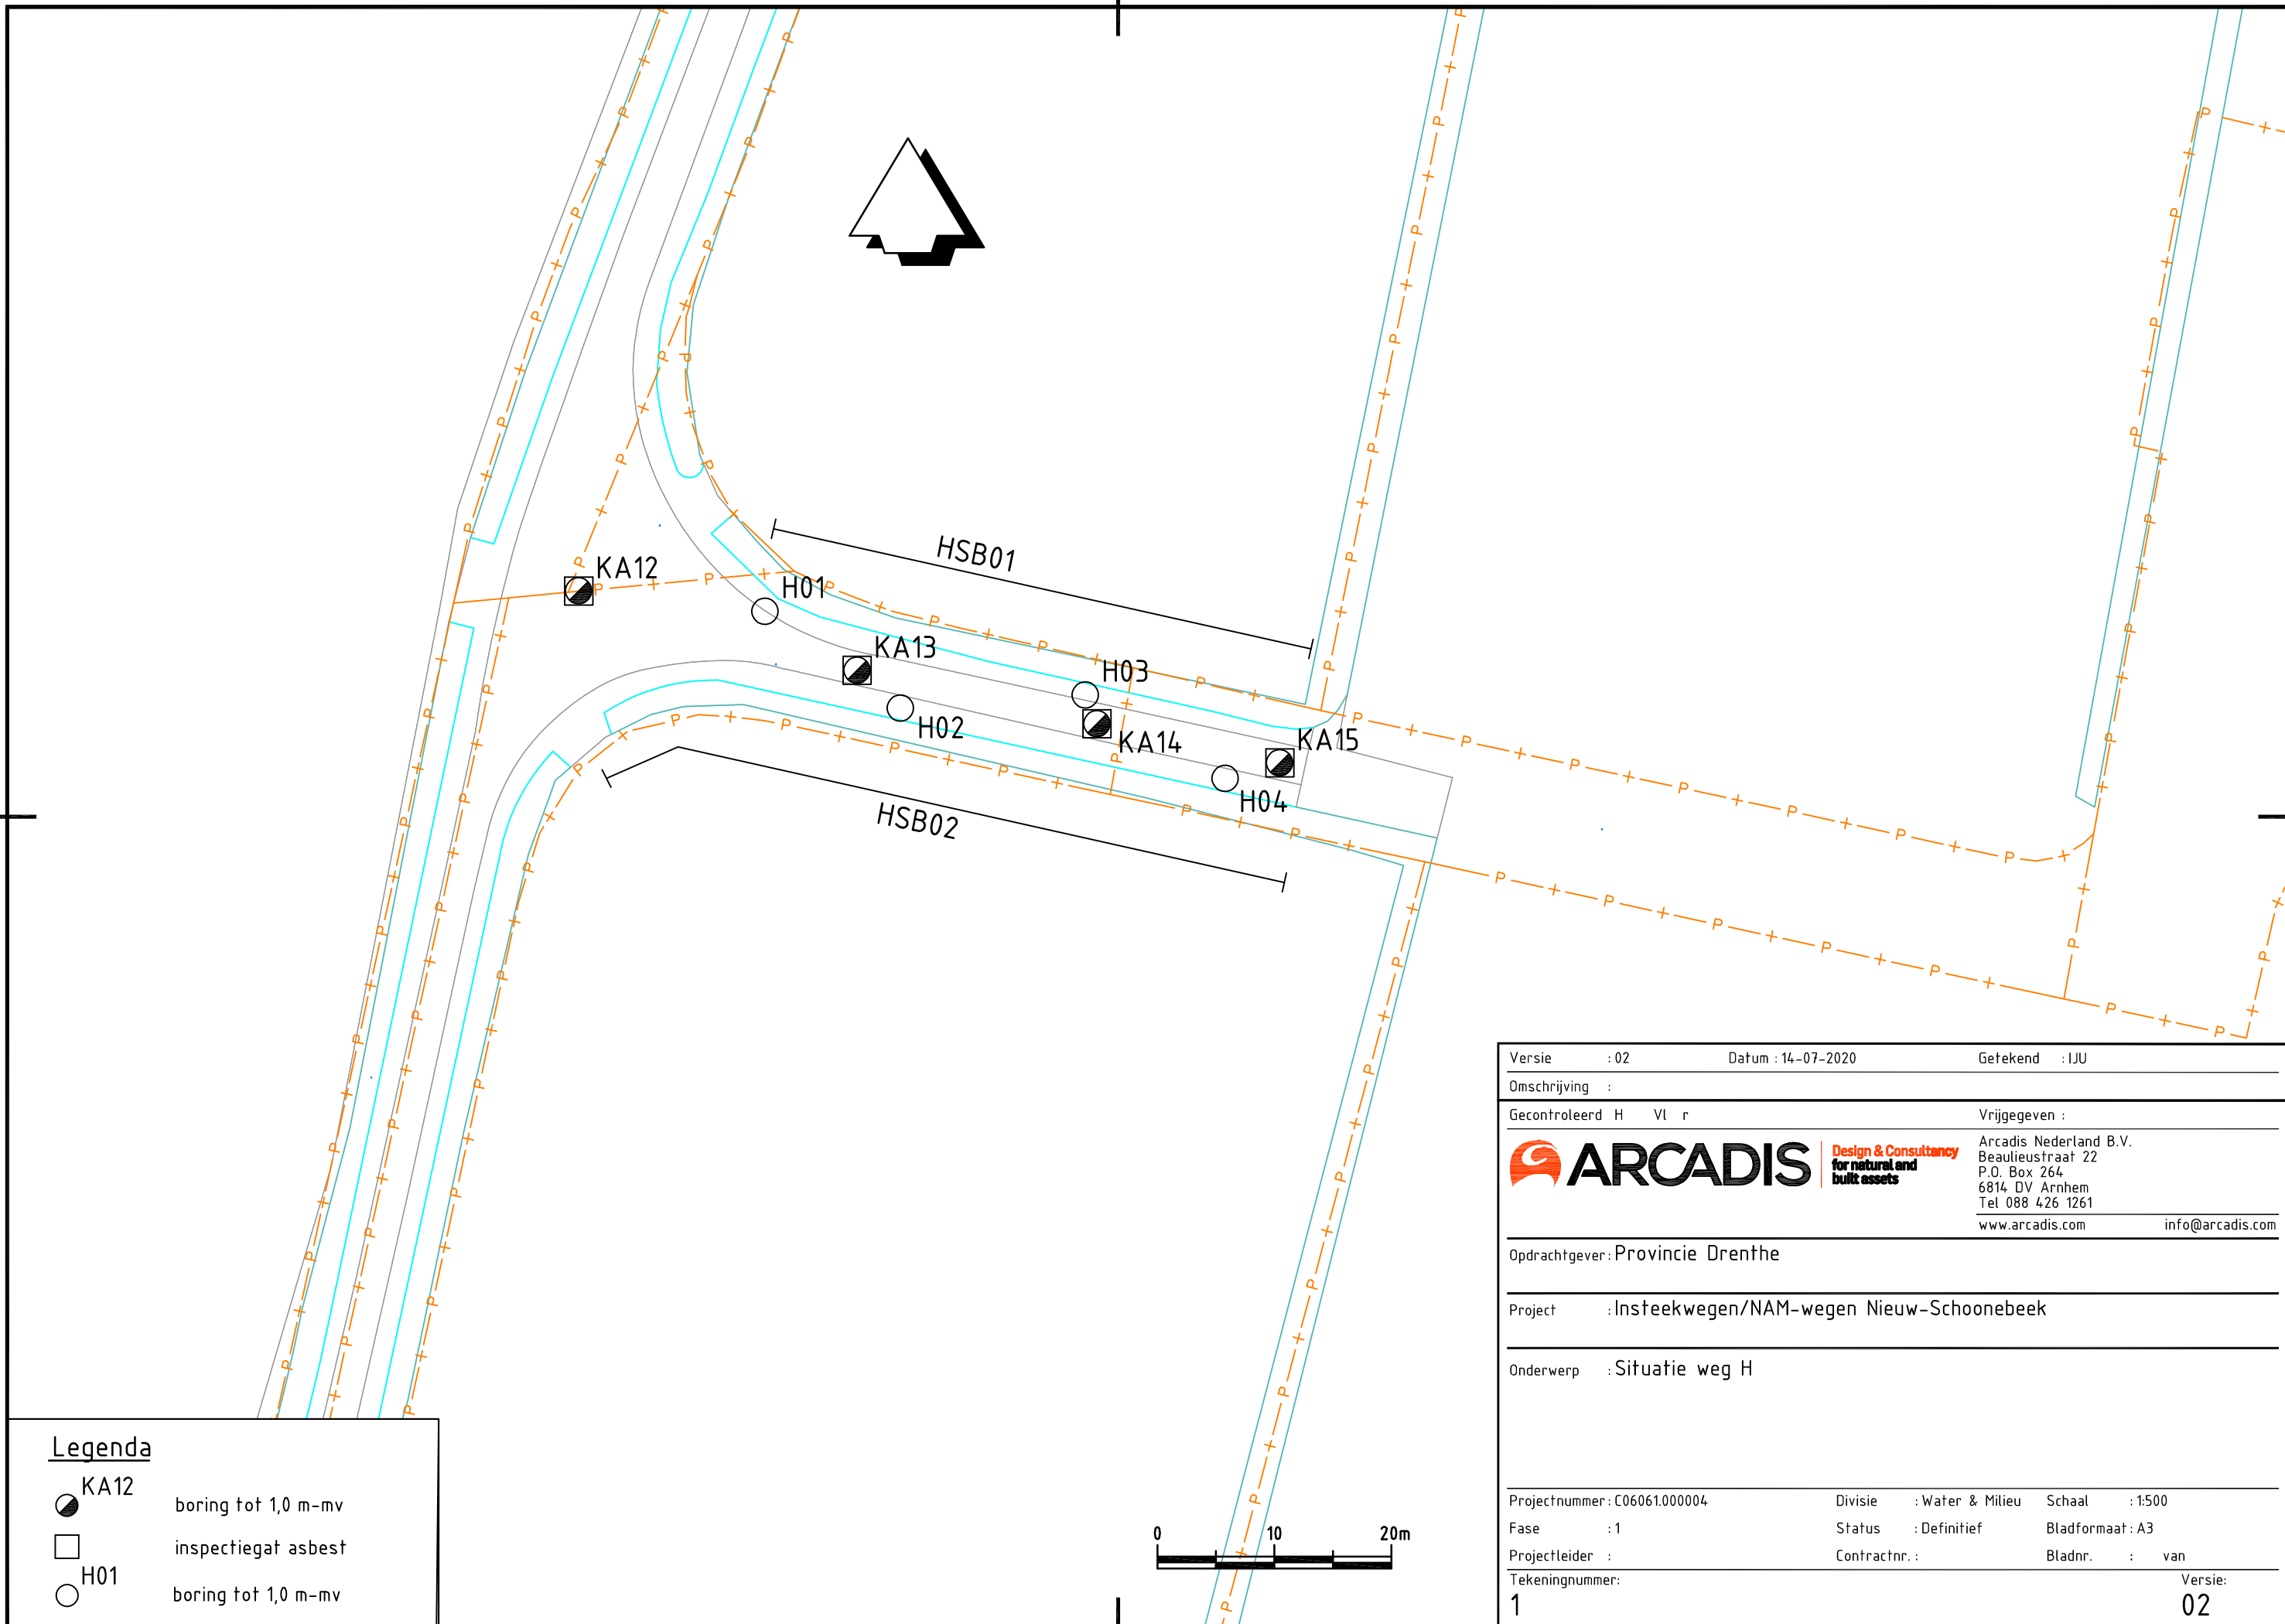 HSB01
KA12
H01
KA13
H03
H02
KA14
KA15
H04
HSB02
Legenda
KA12
boring tot 1,0 m-mv
inspectiegat asbest
H01
boring tot 1,0 m-mv
0 10 20m
Versie : 02 Datum : 14-07-2020 Getekend : IJU
Omschrijving :
Gecontroleerd H Vl r Vrijgegeven :
ARCADIS
Design & Consultancy
for natural and
built assets
Arcadis Nederland B.V.
Beaulieustraat 22
P.O. Box 264
6814 DV Arnhem
Tel 088 426 1261
www.arcadis.com info@arcadis.com
Opdrachtgever : Provincie Drenthe
Project : Insteekwegen/NAM-wegen Nieuw-Schoonebeek
Onderwerp : Situatie weg H
Projectnummer : C06061.000004 Divisie : Water & Milieu Schaal : 1:500
Fase : 1 Status : Definitief Bladformaat : A3
Projectleider : Contractnr. : Bladnr. : van
Tekeningnummer: Versie:
1 02